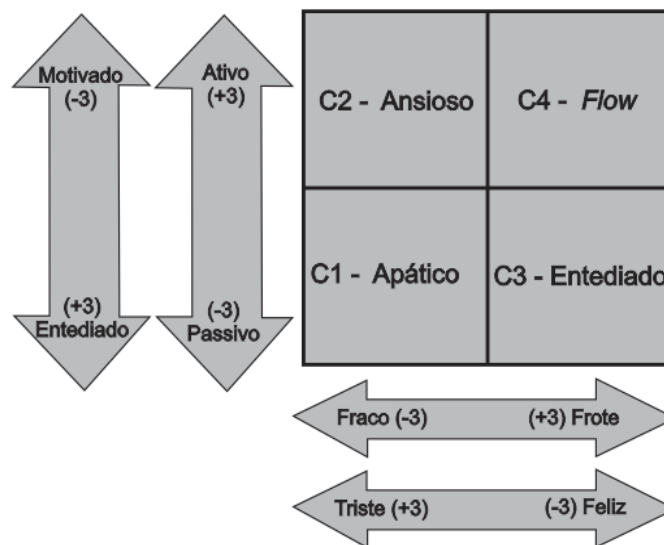 Motivado
(-3)
Ativo
(+3)
C2 - Ansioso
C4 - Flow
C1 - Apático
C3 - Entediado
(+3)
Entediado
(-3)
Passivo
Fraco (-3)
(+3) Frote
Triste (+3)
(-3) Feliz